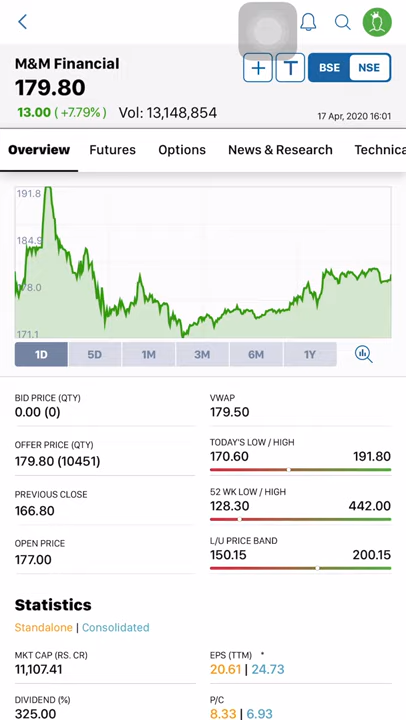 M&M Financial
BSE
NSE
179.80
13.00 (+7.79%) Vol: 13,148,854
17 Apr, 2020 16:01
Overview Futures Options News & Research Technica
191.8
184.9
178.0
171.1
1D 5D 1M 3M 6M 1Y
BID PRICE (QTY)
0.00 (0)
VWAP
179.50
OFFER PRICE (QTY)
179.80 (10451)
TODAY'S LOW / HIGH
170.60 191.80
PREVIOUS CLOSE
166.80
52 WK LOW / HIGH
128.30 442.00
OPEN PRICE
177.00
L/U PRICE BAND
150.15 200.15
Statistics
Standalone | Consolidated
MKT CAP (RS. CR)
11,107.41
EPS (TTM) *
20.61 | 24.73
DIVIDEND (%)
325.00
P/C
8.33 | 6.93